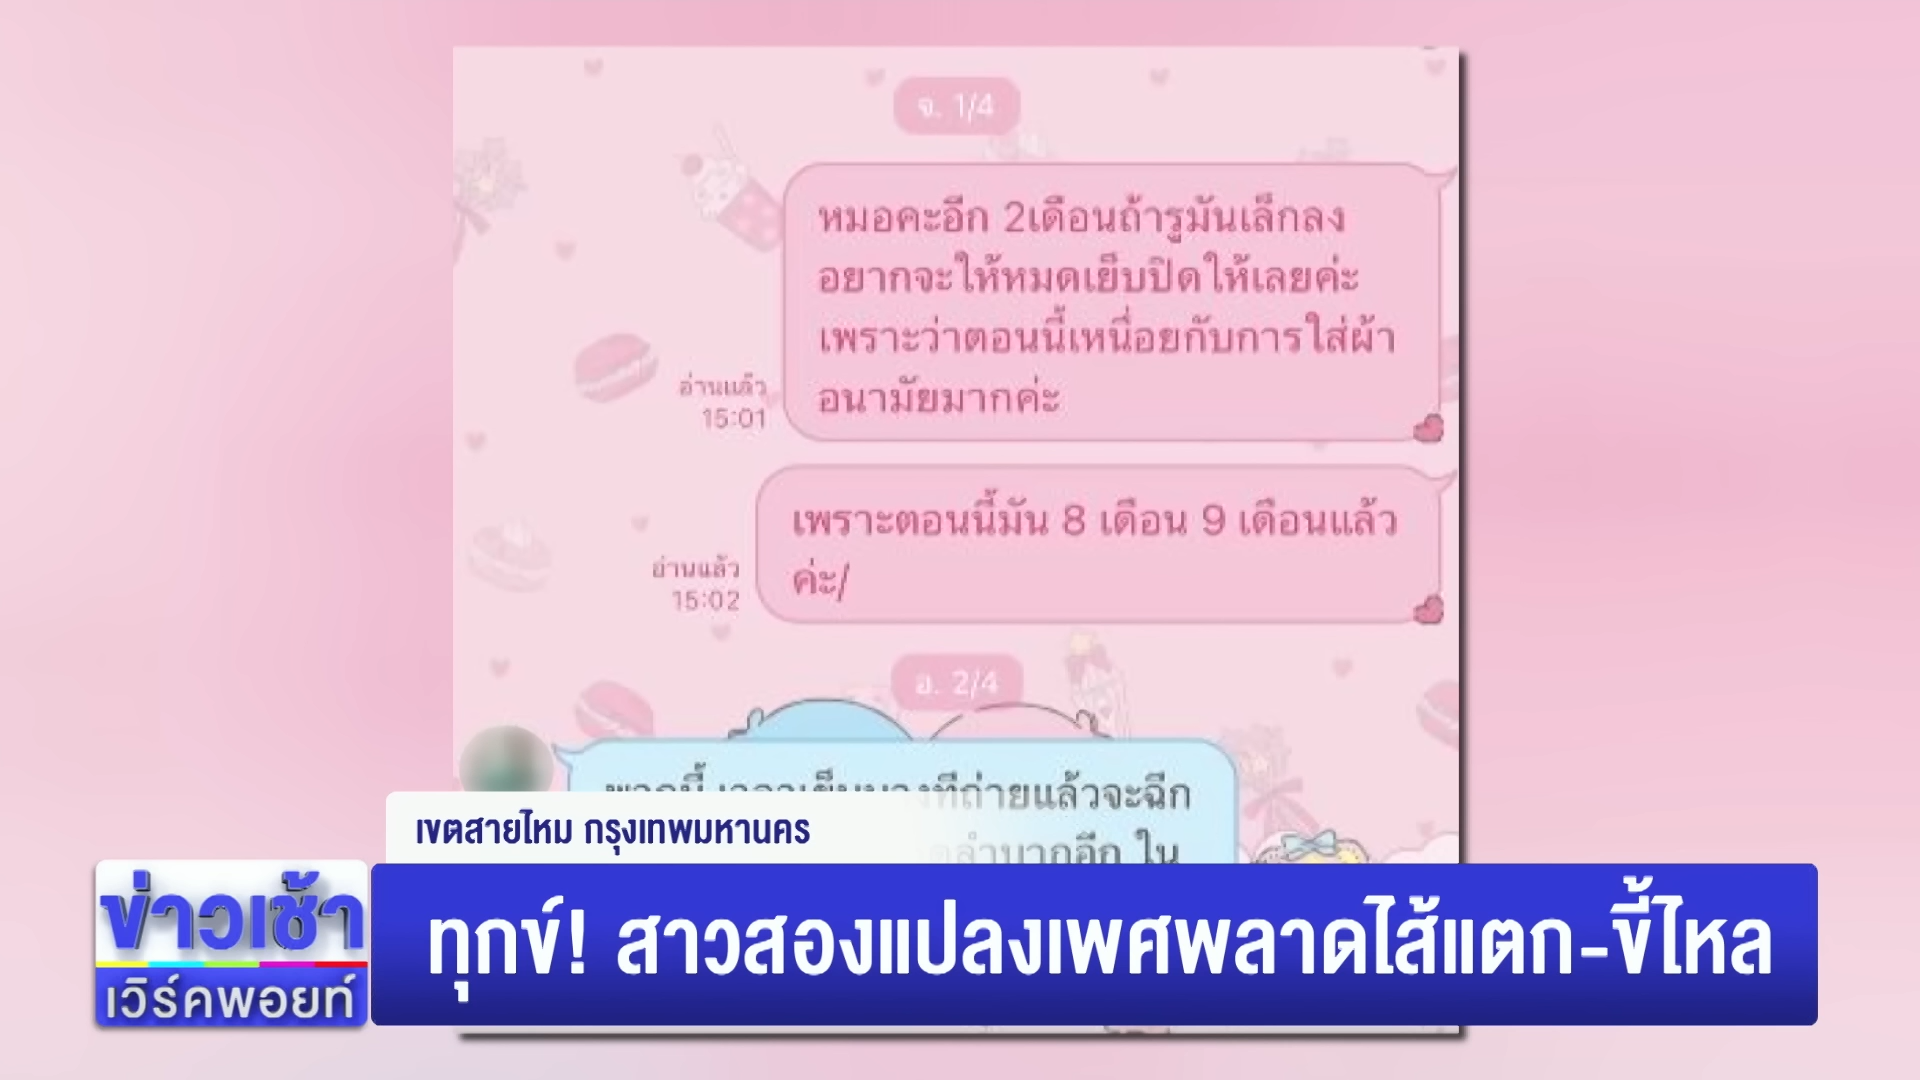 จ. 1/4
หมอคะอีก 2เดือนถ้ารูมันเล็กลง
อยากจะให้หมดเย็บปิดให้เลยค่ะ
เพราะว่าตอนนี้เหนื่อยกับการใส่ผ้า
อนามัยมากค่ะ
อ่านแล้ว
15:01
เพราะตอนนี้มัน 8 เดือน 9 เดือนแล้ว
ค่ะ/
อ่านแล้ว
15:02
อ. 2/4
ถ่ายแล้วจะฉีก
ใน
เขตสายไหม กรุงเทพมหานคร
ข่าวเช้า
เวิร์คพอยท์
ทุกข์! สาวสองแปลงเพศพลาดไส้แตก-ขี้ไหล